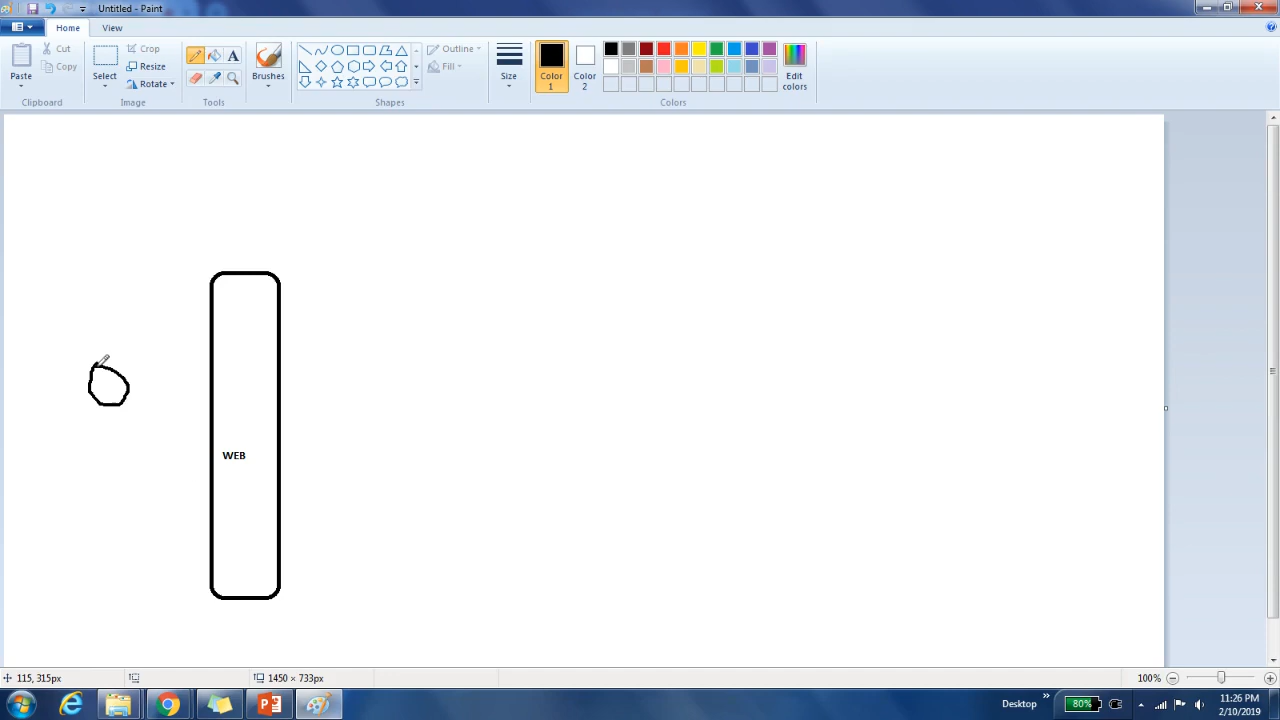 Untitled - Paint
Home
View
Paste
Cut
Copy
Clipboard
Select
Crop
Resize
Rotate
Image
A
Tools
Brushes
Shapes
Outline
Fill
Size
Color 1
Color 2
Edit colors
Colors
WEB
115, 315px
1450 × 733px
100%
Desktop
80%
11:26 PM
2/10/2019